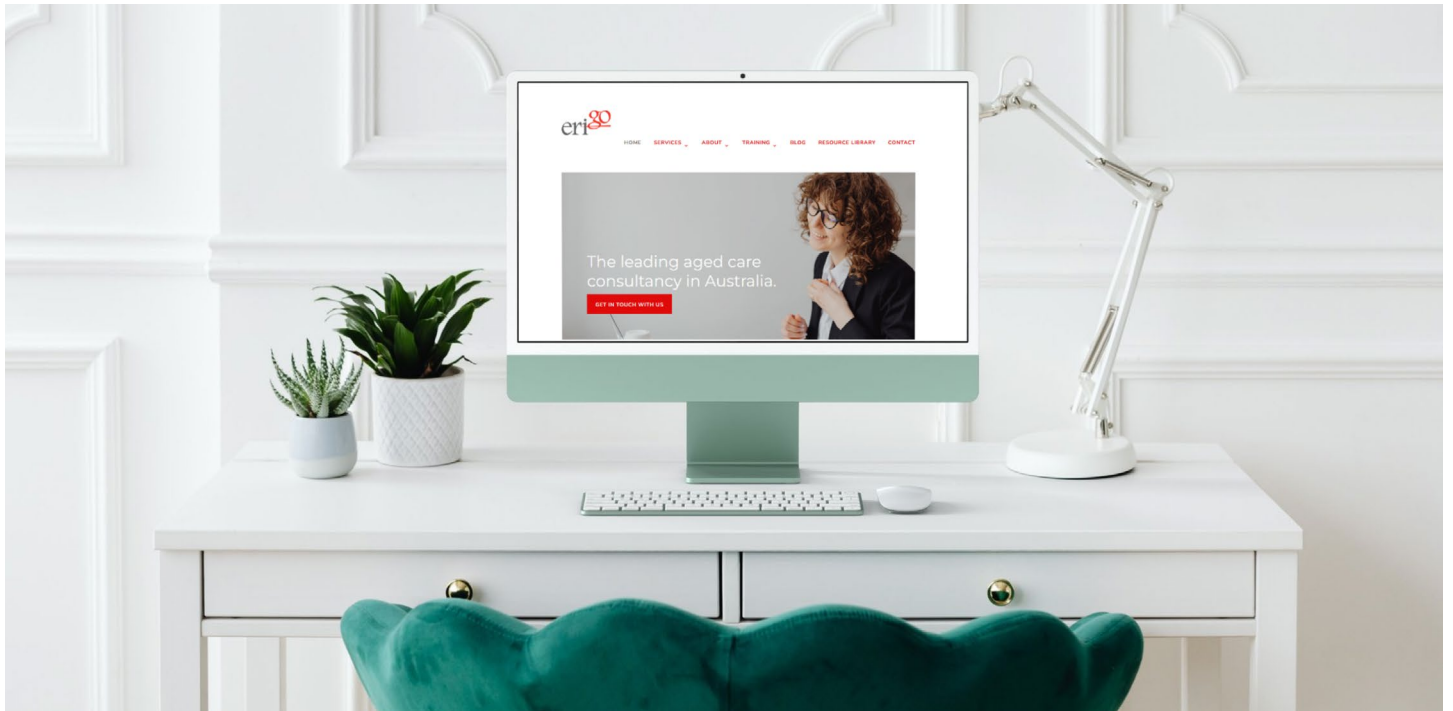 erigo
HOME SERVICES ABOUT TRAINING BLOG RESOURCE LIBRARY CONTACT
The leading aged care
consultancy in Australia.
GET IN TOUCH WITH US